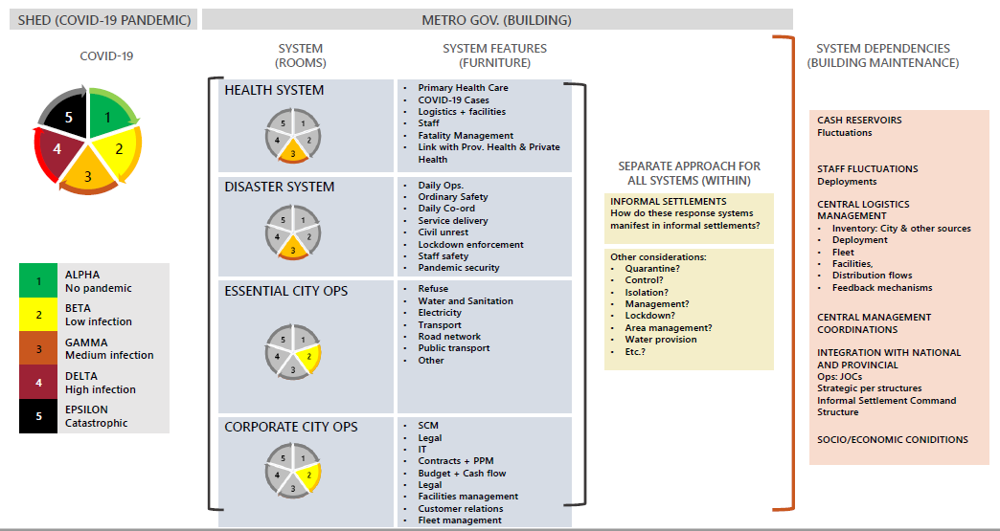 SHED (COVID-19 PANDEMIC)
METRO GOV. (BUILDING)
COVID-19
1
2
3
4
5
1
ALPHA
No pandemic
2
BETA
Low infection
3
GAMMA
Medium infection
4
DELTA
High infection
5
EPSILON
Catastrophic
SYSTEM
(ROOMS)
SYSTEM FEATURES
(FURNITURE)
HEALTH SYSTEM
1
2
3
4
5
• Primary Health Care
• COVID-19 Cases
• Logistics + facilities
• Staff
• Fatality Management
• Link with Prov. Health & Private
Health
DISASTER SYSTEM
1
2
3
4
5
• Daily Ops.
• Ordinary Safety
• Daily Co-ord
• Service delivery
• Civil unrest
• Lockdown enforcement
• Staff safety
• Pandemic security
ESSENTIAL CITY OPS
1
2
3
4
5
• Refuse
• Water and Sanitation
• Electricity
• Transport
• Road network
• Public transport
• Other
CORPORATE CITY OPS
1
2
3
4
5
• SCM
• Legal
• IT
• Contracts + PPM
• Budget + Cash flow
• Legal
• Facilities management
• Customer relations
• Fleet management
SEPARATE APPROACH FOR
ALL SYSTEMS (WITHIN)
INFORMAL SETTLEMENTS
How do these response systems
manifest in informal settlements?
Other considerations:
• Quarantine?
• Control?
• Isolation?
• Management?
• Lockdown?
• Area management?
• Water provision
• Etc.?
SYSTEM DEPENDENCIES
(BUILDING MAINTENANCE)
CASH RESERVOIRS
Fluctuations
STAFF FLUCTUATIONS
Deployments
CENTRAL LOGISTICS
MANAGEMENT
• Inventory: City & other sources
• Deployment
• Fleet
• Facilities,
• Distribution flows
• Feedback mechanisms
CENTRAL MANAGEMENT
COORDINATIONS
INTEGRATION WITH NATIONAL
AND PROVINCIAL
Ops: JOCs
Strategic per structures
Informal Settlement Command
Structure
SOCIO/ECONOMIC CONDITIONS